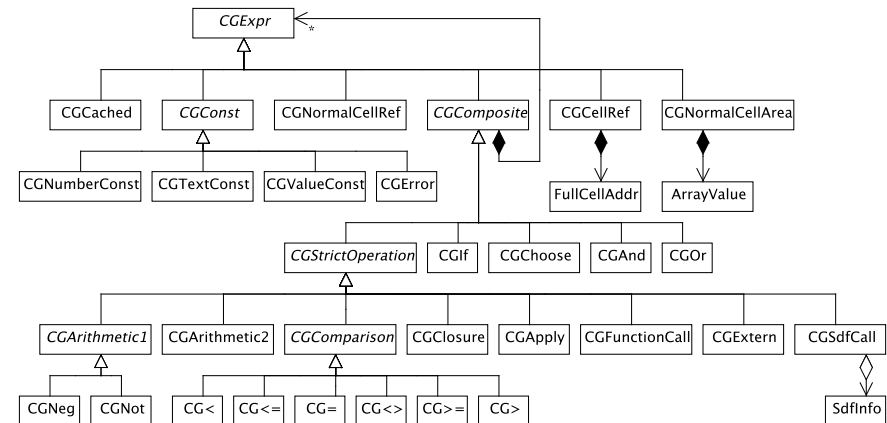 CGExpr
*
CGCached CGConst CGNormalCellRef CGComposite CGCellRef CGNormalCellArea
CGNumberConst CGTextConst CGValueConst CGError FullCellAddr ArrayValue
CGStrictOperation CGIf CGChoose CGAnd CGOr
CGArithmetic1 CGArithmetic2 CGComparison CGClosure CGApply CGFunctionCall CGExtern CGSdfCall
CGNeg CGNot CG< CG<= CG= CG<> CG>= CG> SdfInfo